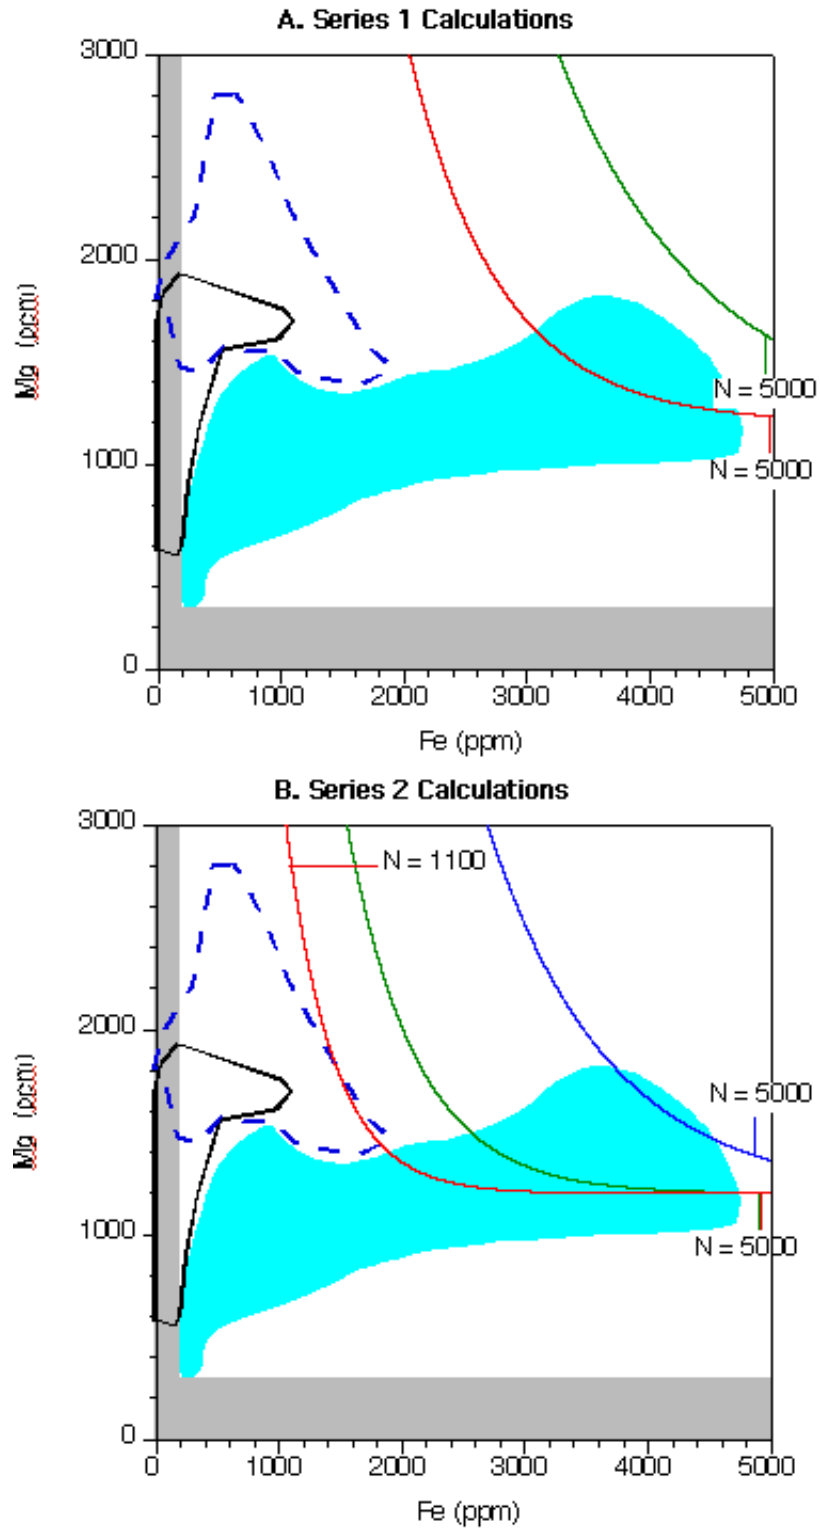 A. Series 1 Calculations
3000
2000
Mg (ppm)
1000
0
N = 5000
N = 5000
0 1000 2000 3000 4000 5000
Fe (ppm)
B. Series 2 Calculations
3000
N = 1100
2000
Mg (ppm)
N = 5000
1000
N = 5000
0
0 1000 2000 3000 4000 5000
Fe (ppm)